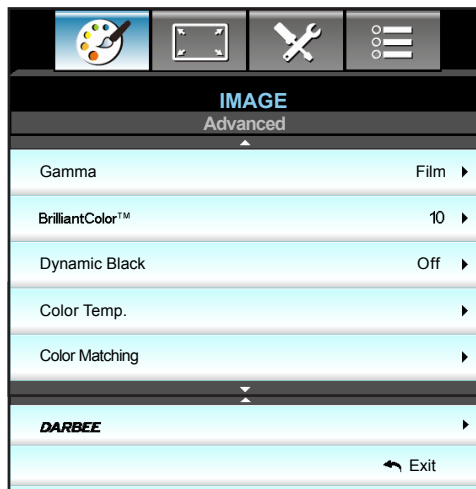 IMAGE
Advanced
Gamma Film
BrilliantColor™ 10
Dynamic Black Off
Color Temp.
Color Matching
DARBEE
Exit